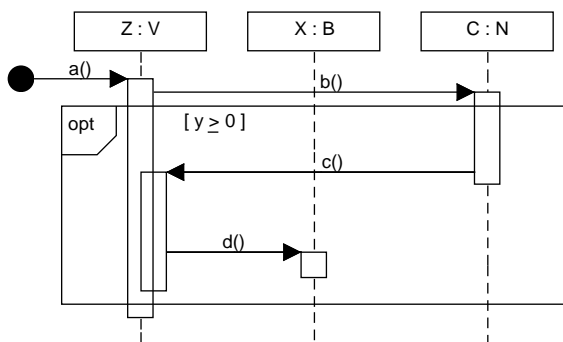 Z : V
X : B
C : N
a()
b()
opt
[ y ≥ 0 ]
c()
d()